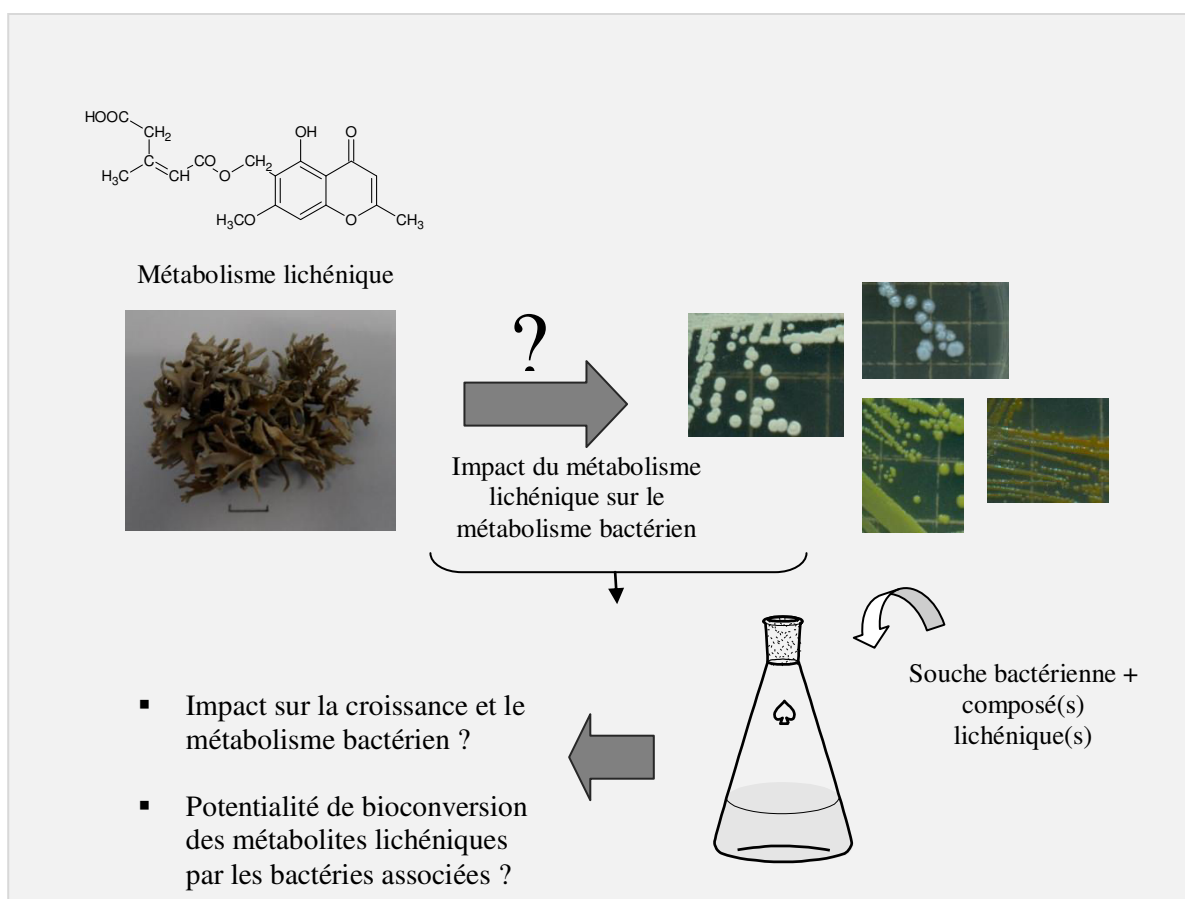 HOOC
CH2
OH
O
H3C
CH
CO
O
CH2
H3CO
O
CH3
Métabolisme lichénique
?
Impact du métabolisme
lichénique sur le
métabolisme bactérien
Souche bactérienne +
composé(s)
lichénique(s)
▪ Impact sur la croissance et le
métabolisme bactérien ?
▪ Potentialité de bioconversion
des métabolites lichéniques
par les bactéries associées ?